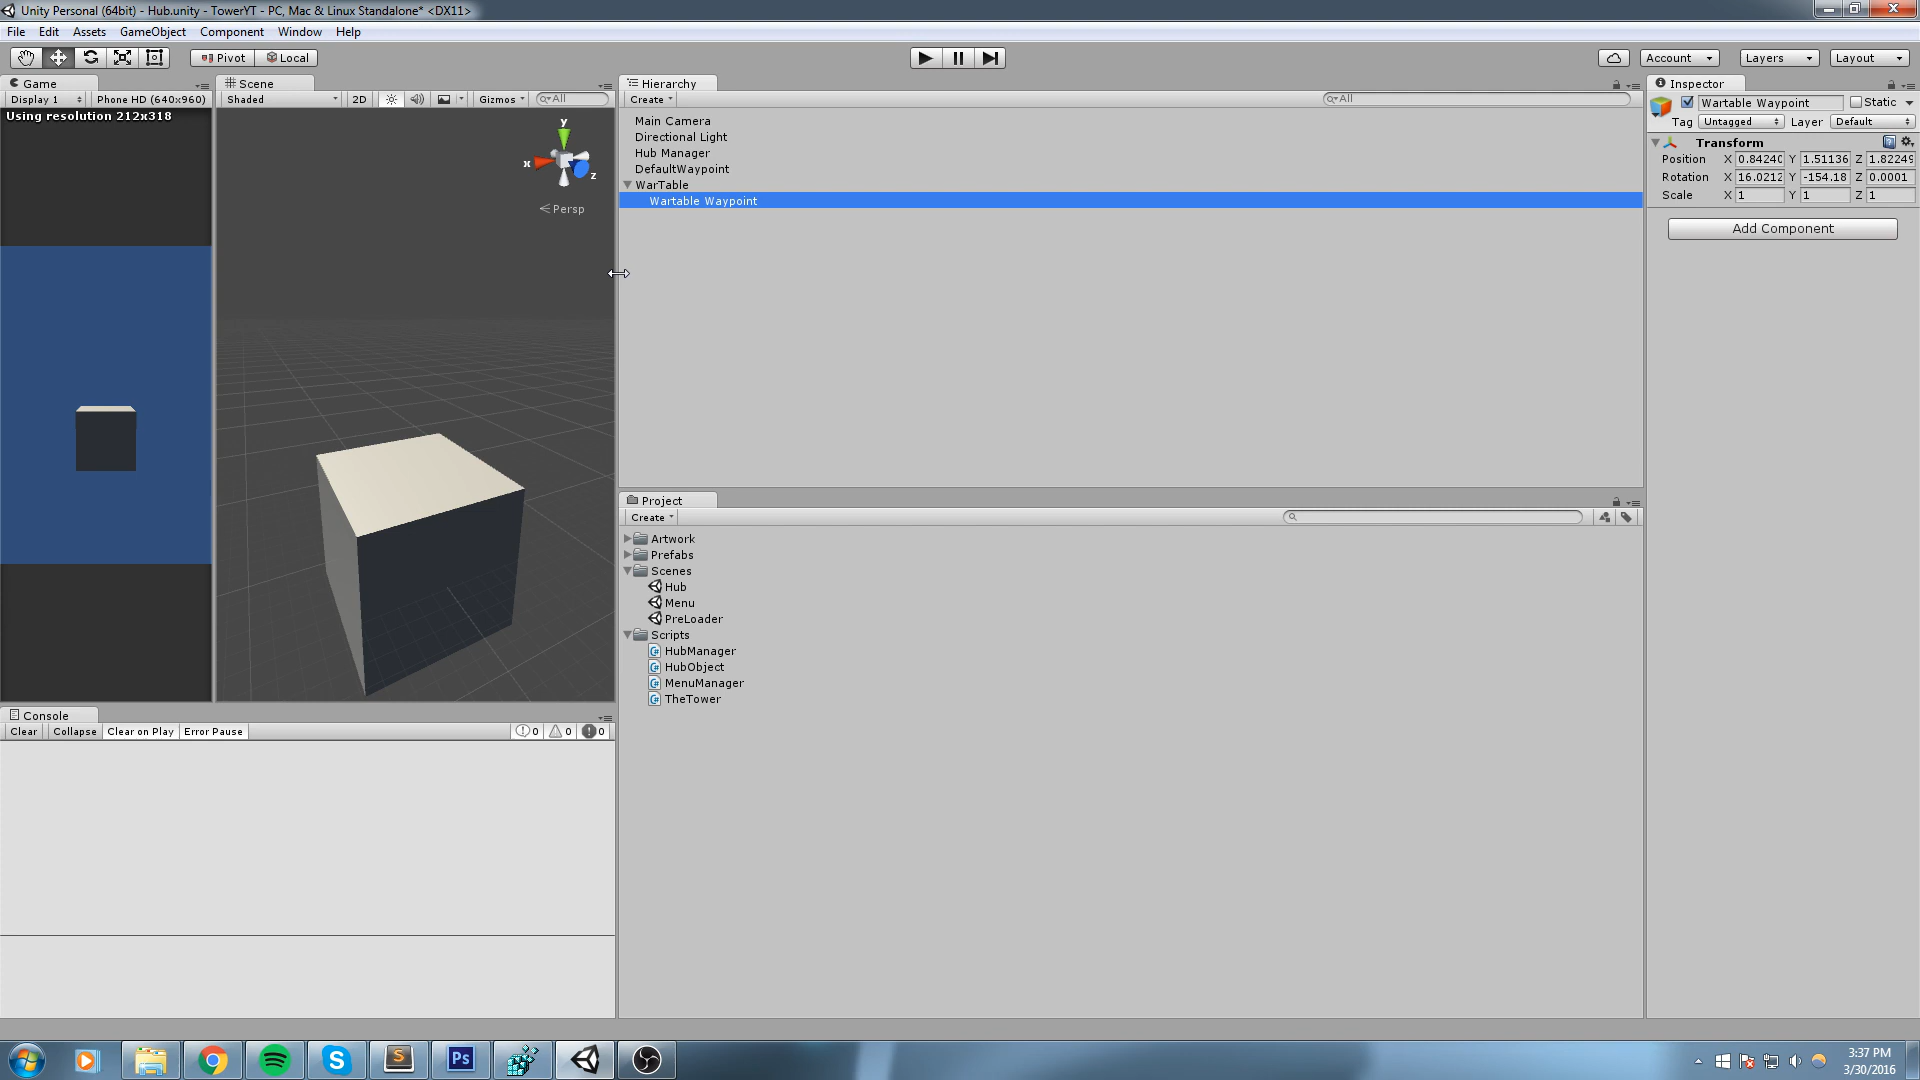 Unity Personal (64bit) - Hub.unity - TowerYT - PC, Mac & Linux Standalone* <DX11>
File Edit Assets GameObject Component Window Help
Pivot Local Account Layers Layout
Game Scene Hierarchy Inspector
Display 1 Phone HD (640x960) Shaded 2D Gizmos All Create All
Using resolution 212x318
Wartable Waypoint Static
Tag Untagged Layer Default
Transform
Position X 0.84240 Y 1.51136 Z 1.82249
Rotation X 16.0212 Y -154.18 Z 0.0001
Scale X 1 Y 1 Z 1
Add Component
y
x
z
Persp
Main Camera
Directional Light
Hub Manager
DefaultWaypoint
WarTable
Wartable Waypoint
Project
Create
Artwork
Prefabs
Scenes
Hub
Menu
PreLoader
Scripts
HubManager
HubObject
MenuManager
TheTower
Console
Clear Collapse Clear on Play Error Pause 0 0 0
S S Ps
3:37 PM
3/30/2016